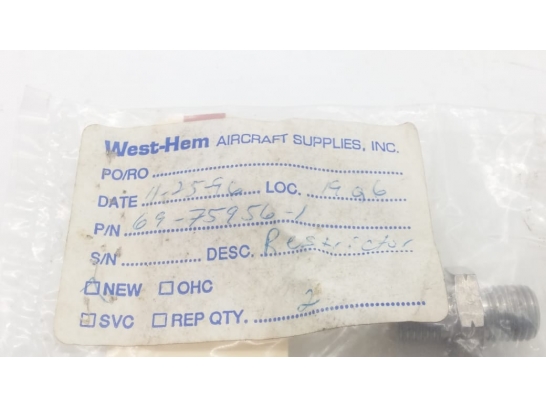 West-Hem AIRCRAFT SUPPLIES, INC.
PO/RO
DATE 11-25-96 LOC.
P/N 69-75956-1
S/N DESC. Restrictor
☐ NEW ☐ OHC
☐ SVC ☐ REP QTY. 2